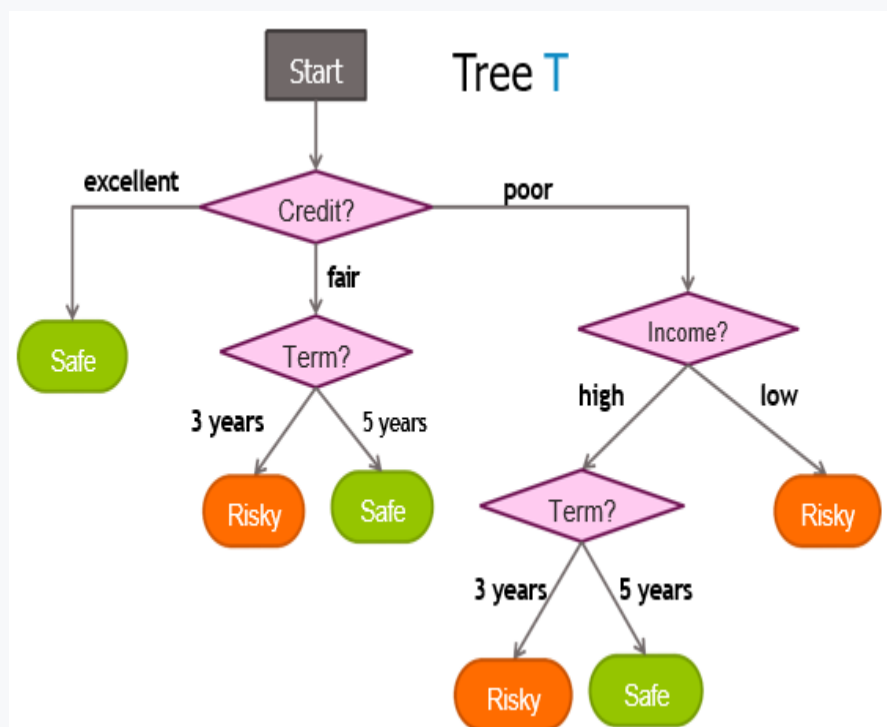 Start
Tree T
excellent
Credit?
poor
fair
Income?
Safe
Term?
high
low
3 years
5 years
Risky
Safe
Term?
Risky
3 years
5 years
Risky
Safe